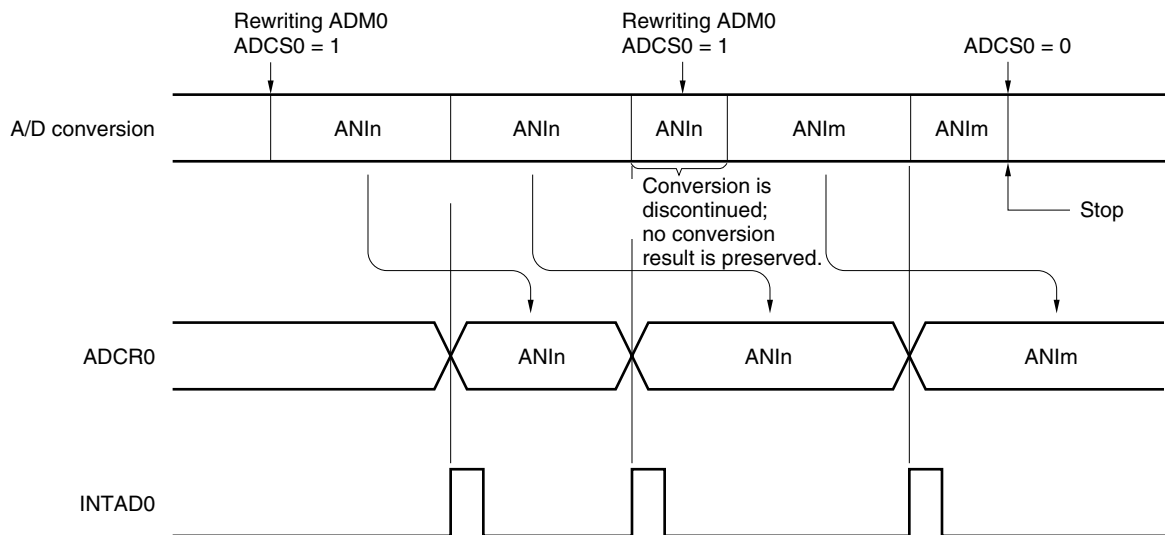 Rewriting ADM0
ADCS0 = 1
Rewriting ADM0
ADCS0 = 1
ADCS0 = 0
A/D conversion
ANIn
ANIn
ANIn
ANIm
ANIm
Conversion is
discontinued;
no conversion
result is preserved.
Stop
ADCR0
ANIn
ANIn
ANIm
INTAD0